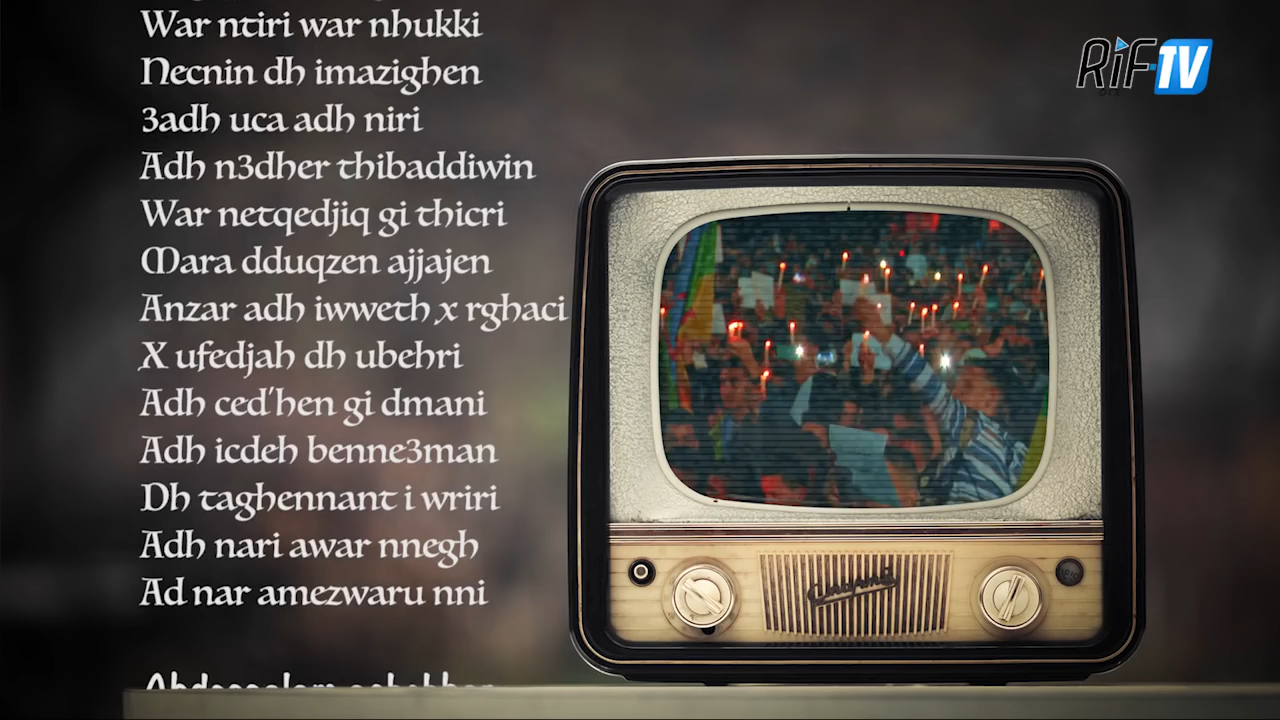 War ntiri war nhukki
RiF TV
Necnin dh imazighen
3adh uca adh niri
Adh n3dher thibaddiwin
War netqedjiq gi thicri
Mara dduqzen ajjajen
Anzar adh iwweth x rghaci
X ufedjah dh ubehri
Adh ced'hen gi dmani
Adh icdeh benne3man
Dh taghennant i wriri
Adh nari awar nnegh
Ad nar amezwaru nni